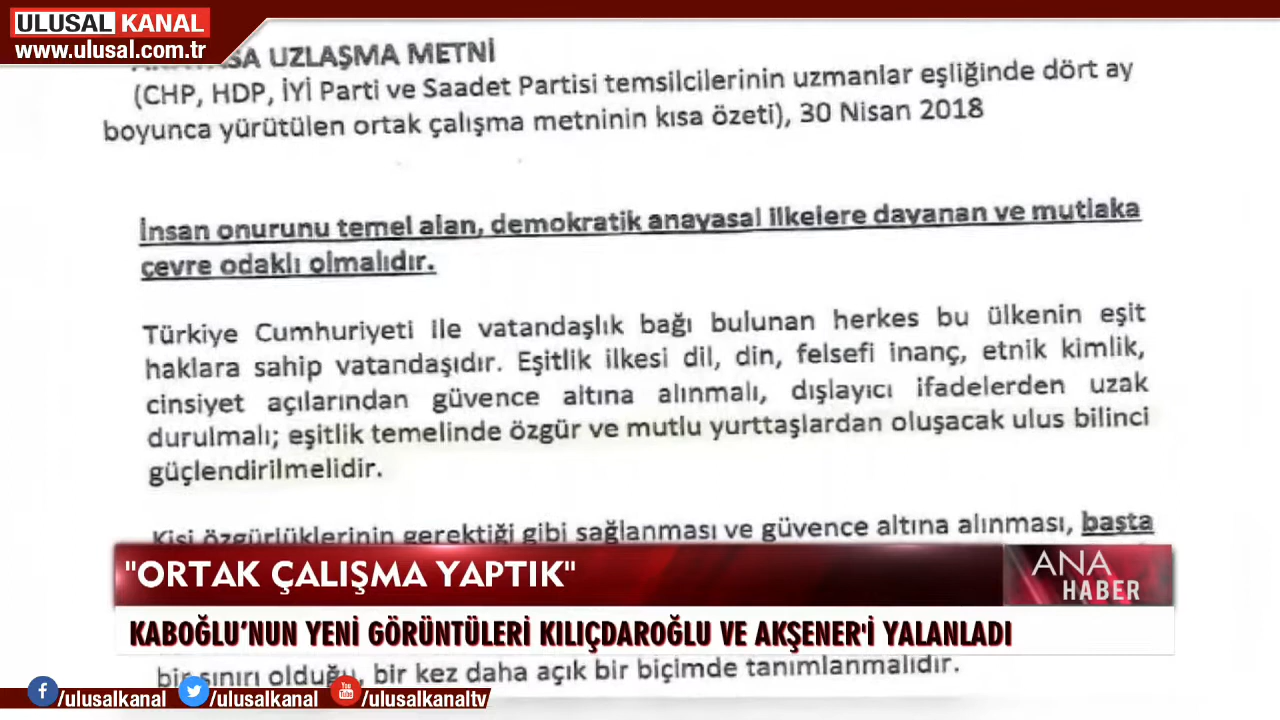 ULUSAL KANAL
www.ulusal.com.tr
UZLAŞMA METNİ
(CHP, HDP, İYİ Parti ve Saadet Partisi temsilcilerinin uzmanlar eşliğinde dört ay
boyunca yürütülen ortak çalışma metninin kısa özeti), 30 Nisan 2018
İnsan onurunu temel alan, demokratik anayasal ilkelere dayanan ve mutlaka
çevre odaklı olmalıdır.
Türkiye Cumhuriyeti ile vatandaşlık bağı bulunan herkes bu ülkenin eşit
haklara sahip vatandaşıdır. Eşitlik ilkesi dil, din, felsefi inanç, etnik kimlik,
cinsiyet açılarından güvence altına alınmalı, dışlayıcı ifadelerden uzak
durulmalı; eşitlik temelinde özgür ve mutlu yurttaşlardan oluşacak ulus bilinci
güçlendirilmelidir.
Kişi özgürlüklerinin gerektiği gibi sağlanması ve güvence altına alınması, başta
"ORTAK ÇALIŞMA YAPTIK"
ANA
HABER
KABOĞLU'NUN YENİ GÖRÜNTÜLERİ KILIÇDAROĞLU VE AKŞENER'İ YALANLADI
bir sınırı olduğu, bir kez daha açık bir biçimde tanımlanmalıdır.
/ulusalkanal /ulusalkanal /ulusalkanaltv